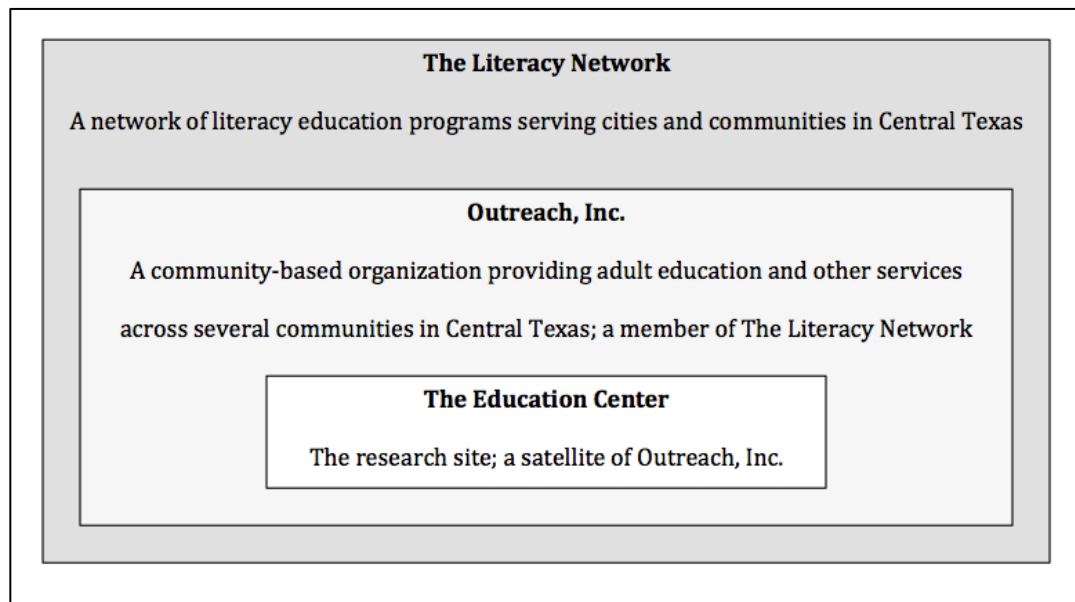 The Literacy Network
A network of literacy education programs serving cities and communities in Central Texas
Outreach, Inc.
A community-based organization providing adult education and other services
across several communities in Central Texas; a member of The Literacy Network
The Education Center
The research site; a satellite of Outreach, Inc.